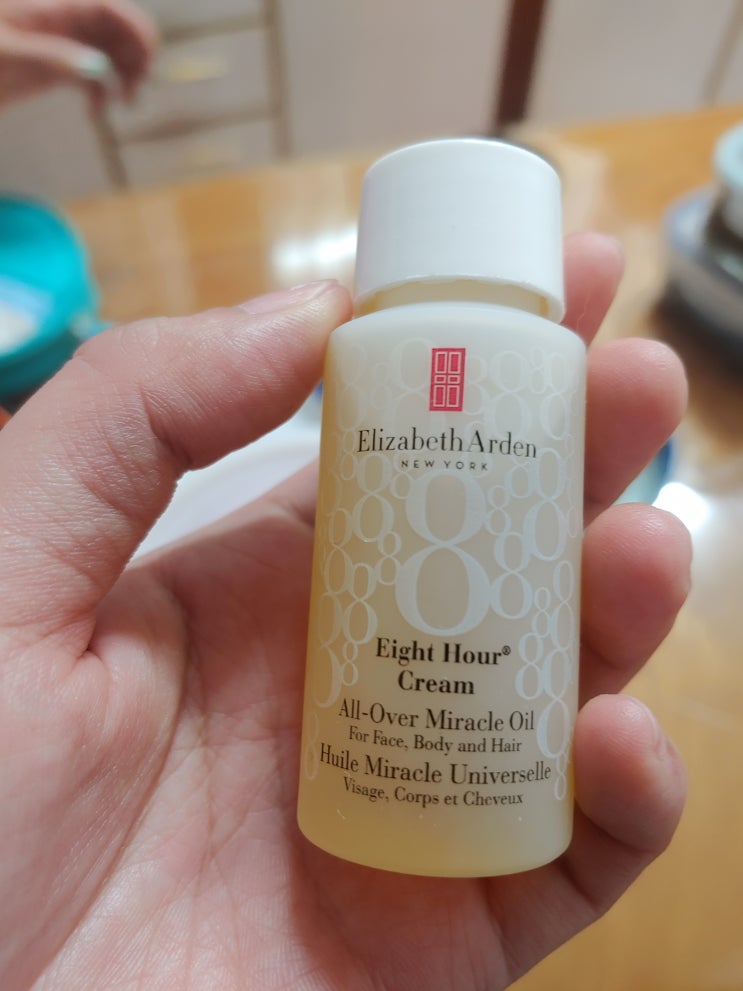 ElizabethArden
NEW YORK
8
Eight Hour®
Cream
All-Over Miracle Oil
For Face, Body and Hair
Huile Miracle Universelle
Visage, Corps et Cheveux